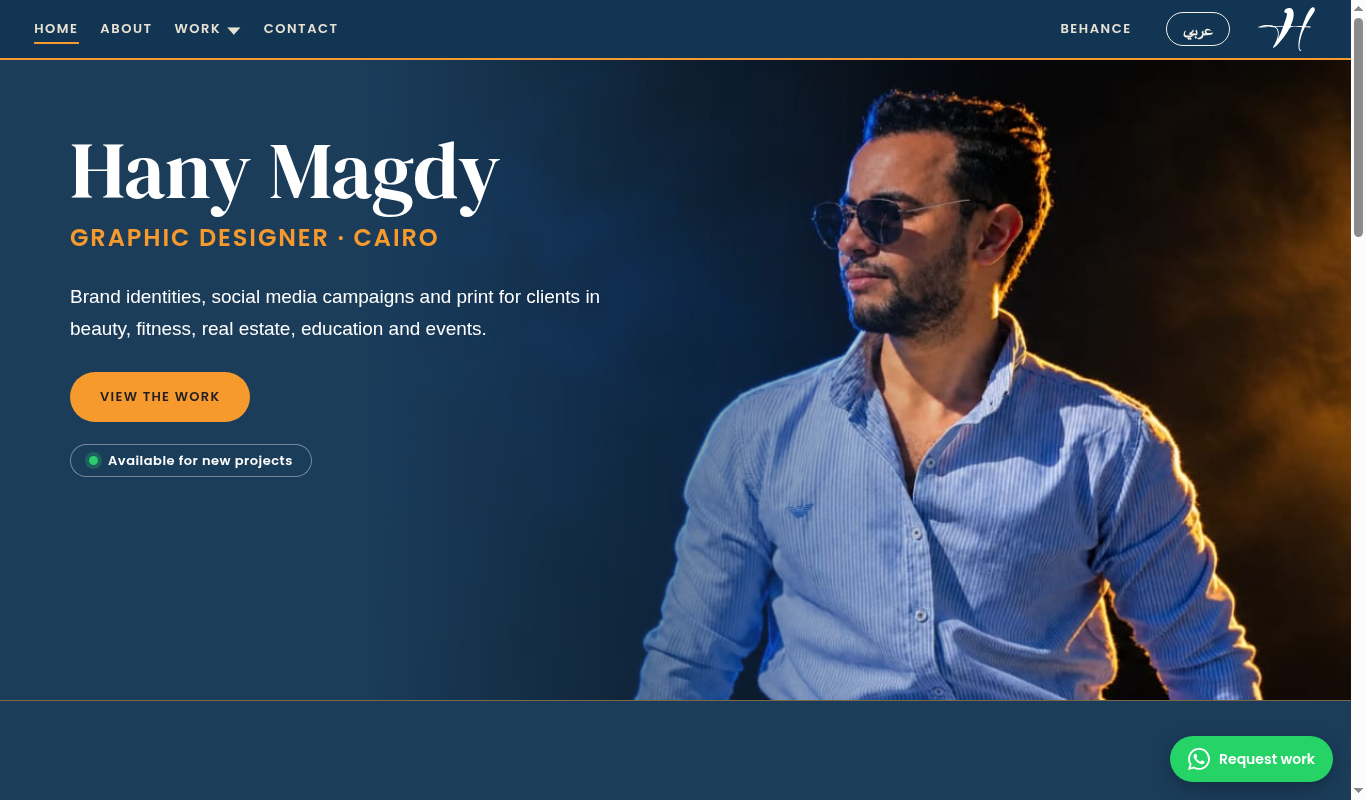 HOME ABOUT WORK CONTACT BEHANCE عربي H
Hany Magdy
GRAPHIC DESIGNER · CAIRO
Brand identities, social media campaigns and print for clients in
beauty, fitness, real estate, education and events.
VIEW THE WORK
Available for new projects
Request work